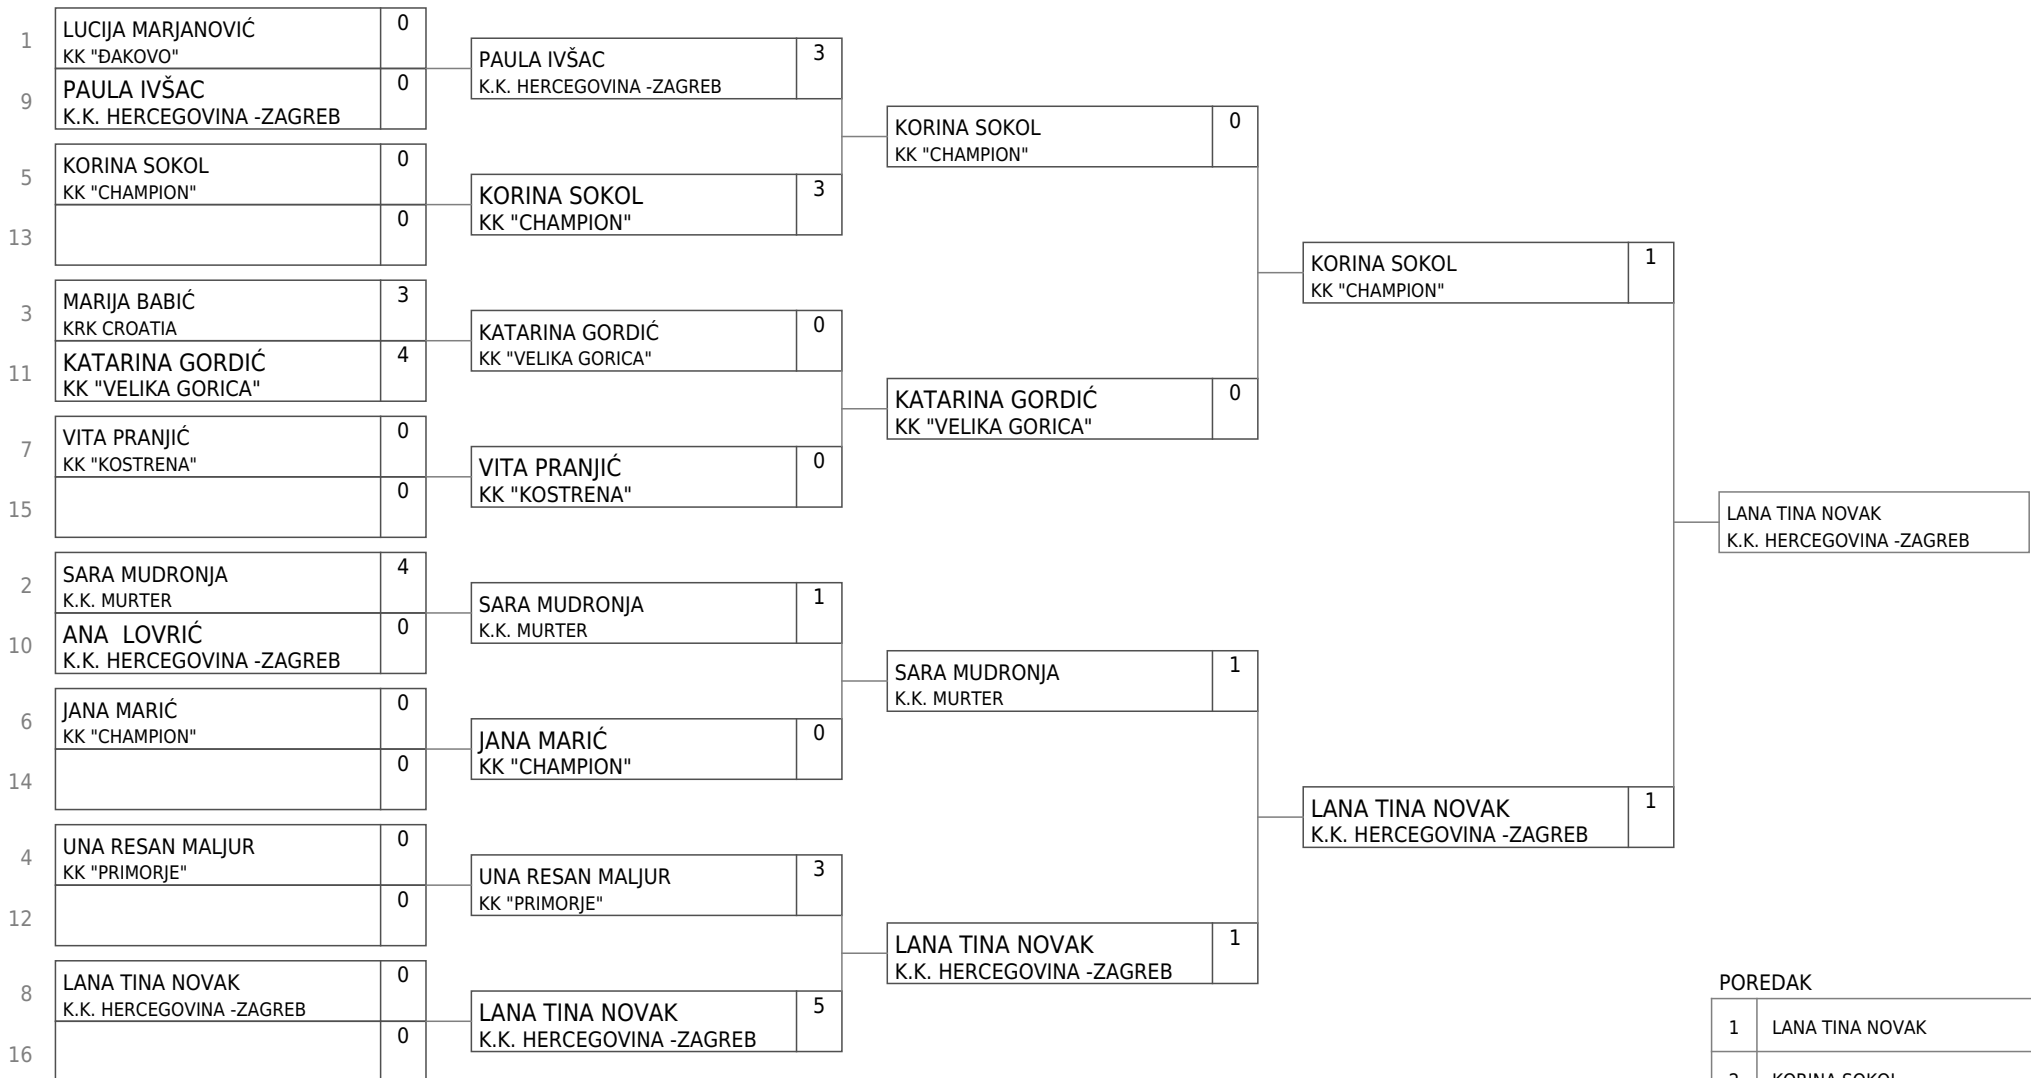 1
LUCIJA MARJANOVIĆ
0
KK "ĐAKOVO"
9
PAULA IVŠAC
0
K.K. HERCEGOVINA -ZAGREB
5
KORINA SOKOL
0
KK "CHAMPION"
13
0
3
MARIJA BABIĆ
3
KRK CROATIA
11
KATARINA GORDIĆ
4
KK "VELIKA GORICA"
7
VITA PRANJIĆ
0
KK "KOSTRENA"
15
0
2
SARA MUDRONJA
4
K.K. MURTER
10
ANA  LOVRIĆ
0
K.K. HERCEGOVINA -ZAGREB
6
JANA MARIĆ
0
KK "CHAMPION"
14
0
4
UNA RESAN MALJUR
0
KK "PRIMORJE"
12
0
8
LANA TINA NOVAK
0
K.K. HERCEGOVINA -ZAGREB
16
0
PAULA IVŠAC
3
K.K. HERCEGOVINA -ZAGREB
KORINA SOKOL
3
KK "CHAMPION"
KATARINA GORDIĆ
0
KK "VELIKA GORICA"
VITA PRANJIĆ
0
KK "KOSTRENA"
SARA MUDRONJA
1
K.K. MURTER
JANA MARIĆ
0
KK "CHAMPION"
UNA RESAN MALJUR
3
KK "PRIMORJE"
LANA TINA NOVAK
5
K.K. HERCEGOVINA -ZAGREB
KORINA SOKOL
0
KK "CHAMPION"
KATARINA GORDIĆ
0
KK "VELIKA GORICA"
SARA MUDRONJA
1
K.K. MURTER
LANA TINA NOVAK
1
K.K. HERCEGOVINA -ZAGREB
KORINA SOKOL
1
KK "CHAMPION"
LANA TINA NOVAK
1
K.K. HERCEGOVINA -ZAGREB
LANA TINA NOVAK
K.K. HERCEGOVINA -ZAGREB
POREDAK
1 LANA TINA NOVAK
2 KORINA SOKOL